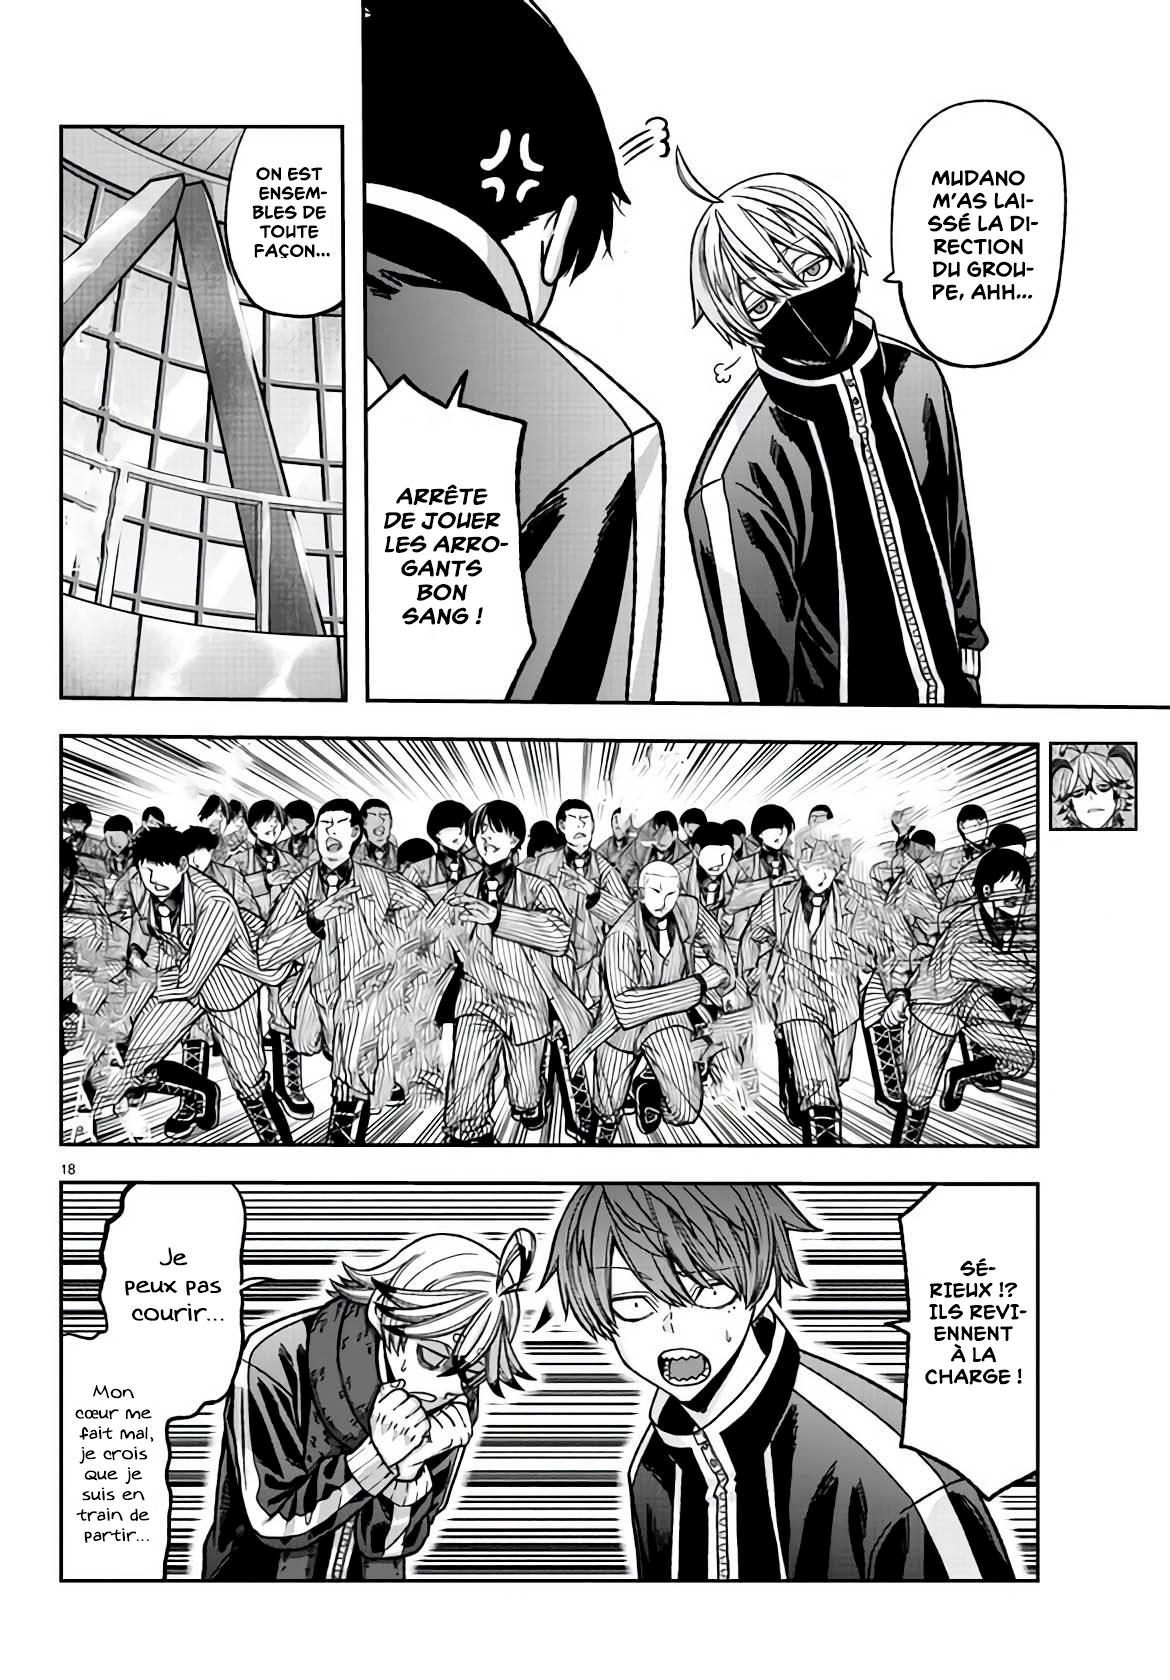 MUDANO
M'AS LAI-
SSÉ LA DI-
RECTION
DU GROU-
PE, AHH...
ARRÊTE
DE JOUER
LES ARRO-
GANTS
BON
SANG !
ON EST
ENSEM-
BLES DE
TOUTE
FAÇON...
18
SÉ-
RIEUX !?
ILS REVI-
ENNENT
À LA
CHARGE !
Je
peux pas
courir...
Mon
cœur me
fait mal,
je crois
que je
suis en
train de
partir...